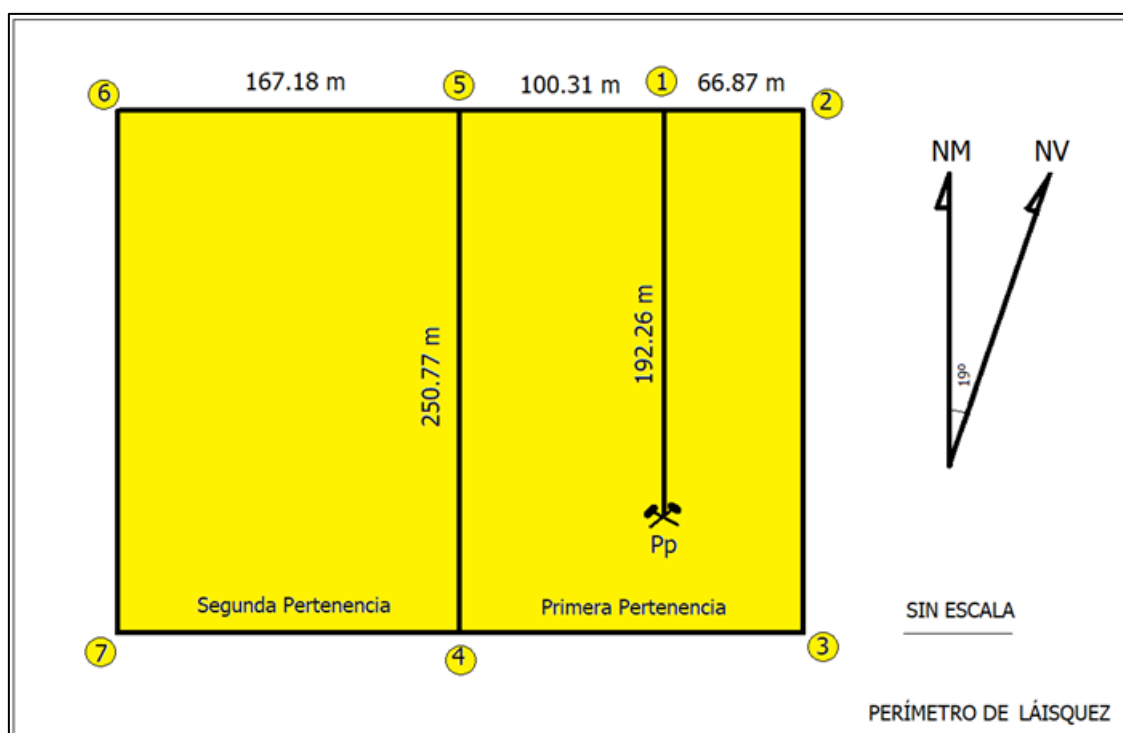 167.18 m
100.31 m
66.87 m
6
5
1
2
NM
NV
250.77 m
192.26 m
19º
Pp
Segunda Pertenencia
Primera Pertenencia
SIN ESCALA
7
4
3
PERÍMETRO DE LÁISQUEZ